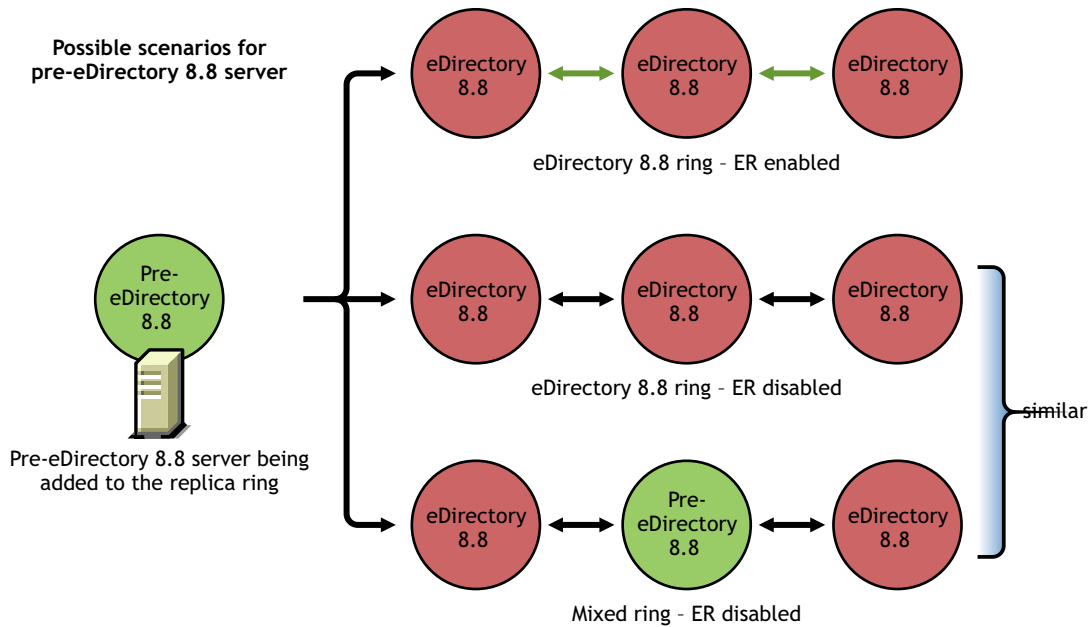 Possible scenarios for
pre-eDirectory 8.8 server
eDirectory
8.8
eDirectory
8.8
eDirectory
8.8
eDirectory 8.8 ring - ER enabled
Pre-
eDirectory
8.8
Pre-eDirectory 8.8 server being
added to the replica ring
eDirectory
8.8
eDirectory
8.8
eDirectory
8.8
eDirectory 8.8 ring - ER disabled
similar
eDirectory
8.8
Pre-
eDirectory
8.8
eDirectory
8.8
Mixed ring - ER disabled